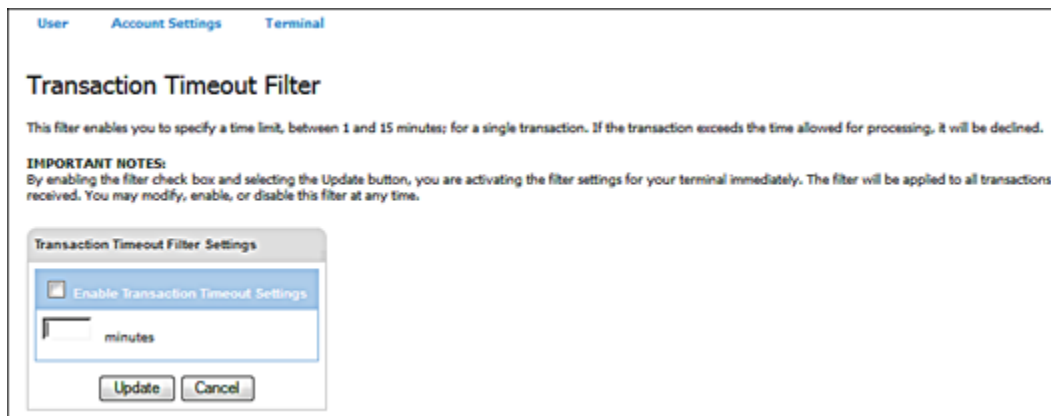 User Account Settings Terminal
Transaction Timeout Filter
This filter enables you to specify a time limit, between 1 and 15 minutes; for a single transaction. If the transaction exceeds the time allowed for processing, it will be declined.
IMPORTANT NOTES:
By enabling the filter check box and selecting the Update button, you are activating the filter settings for your terminal immediately. The filter will be applied to all transactions
received. You may modify, enable, or disable this filter at any time.
Transaction Timeout Filter Settings
Enable Transaction Timeout Settings
minutes
Update Cancel